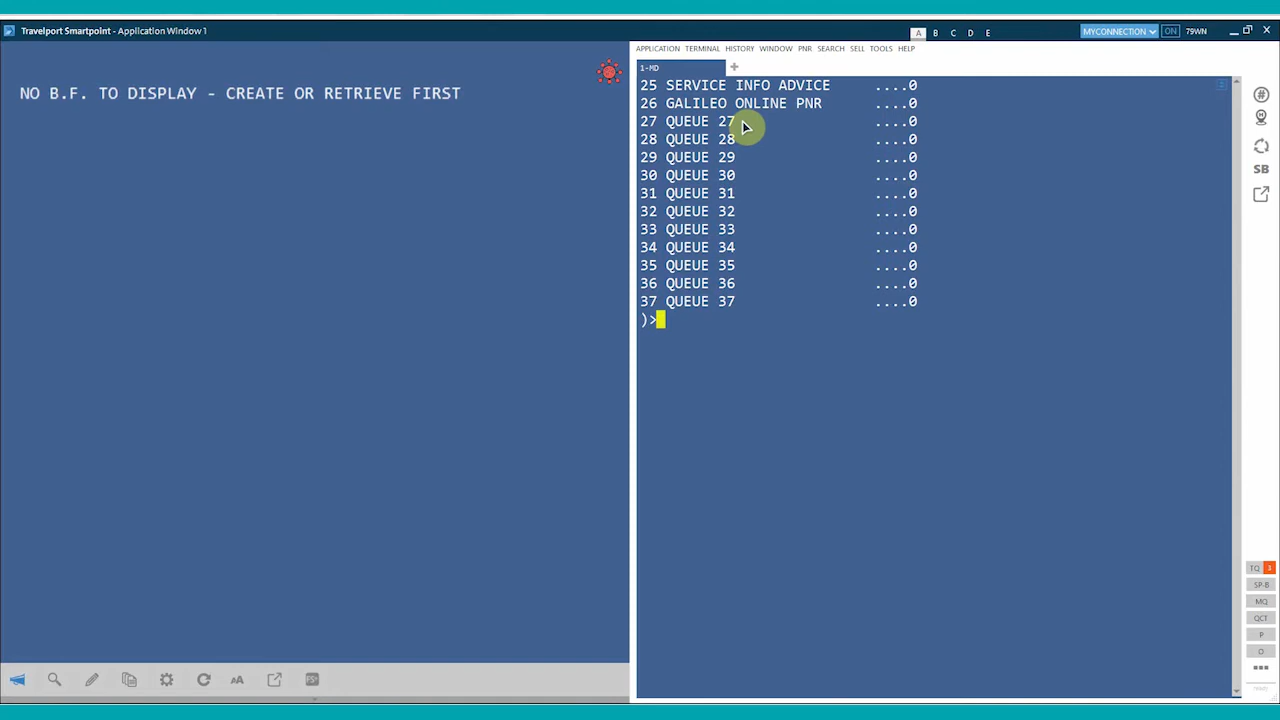 Travelport Smartpoint - Application Window 1
A B C D E
MYCONNECTION ON 79WN
APPLICATION TERMINAL HISTORY WINDOW PNR SEARCH SELL TOOLS HELP
1-MD
NO B.F. TO DISPLAY - CREATE OR RETRIEVE FIRST
25 SERVICE INFO ADVICE ....0
26 GALILEO ONLINE PNR ....0
27 QUEUE 27 ....0
28 QUEUE 28 ....0
29 QUEUE 29 ....0
30 QUEUE 30 ....0
31 QUEUE 31 ....0
32 QUEUE 32 ....0
33 QUEUE 33 ....0
34 QUEUE 34 ....0
35 QUEUE 35 ....0
36 QUEUE 36 ....0
37 QUEUE 37 ....0
)>
#
SB
TQ 1
SP-B
MQ
QCT
P
O
AA